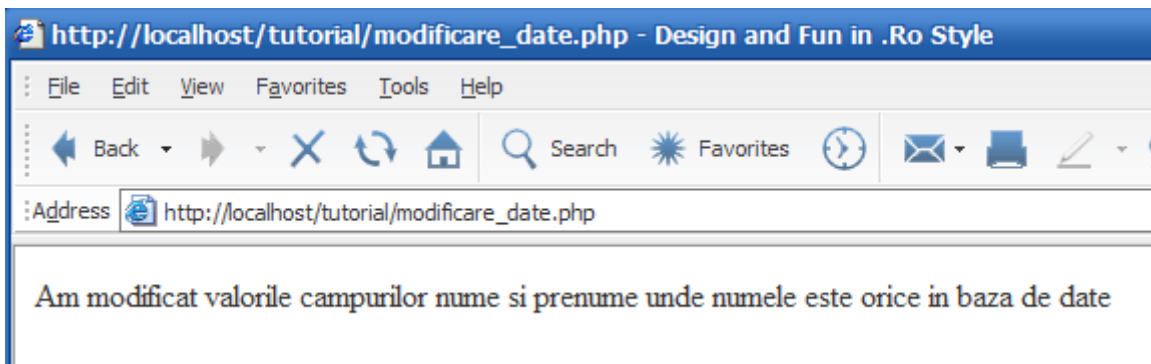 http://localhost/tutorial/modificare_date.php - Design and Fun in .Ro Style
File Edit View Favorites Tools Help
Back Search Favorites
Address http://localhost/tutorial/modificare_date.php
Am modificat valorile campurilor nume si prenume unde numele este orice in baza de date